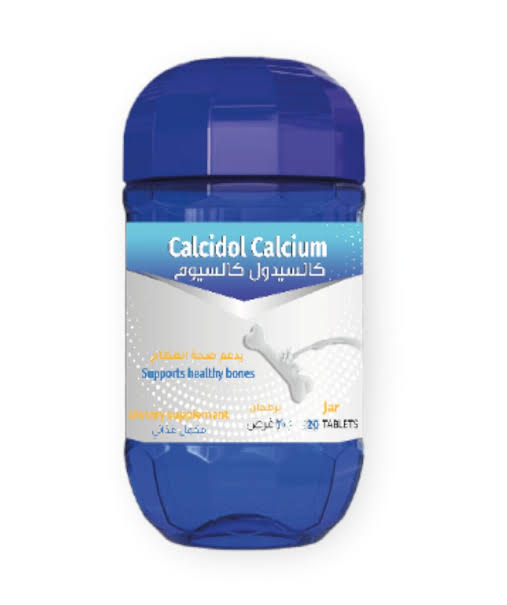 Calcidol Calcium
كالسيدول كالسيوم
يدعم صحة العظام
Supports healthy bones
برطمان Jar
dietary supplement
قرص 20 TABLETS
مكمل غذائي